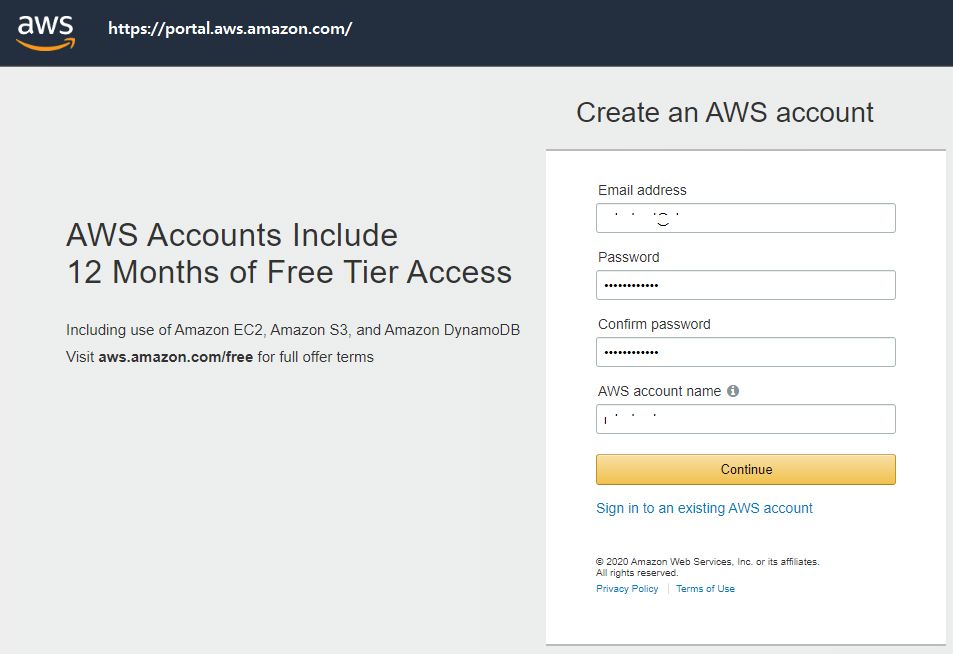 aws
https://portal.aws.amazon.com/
Create an AWS account
AWS Accounts Include
12 Months of Free Tier Access
Including use of Amazon EC2, Amazon S3, and Amazon DynamoDB
Visit aws.amazon.com/free for full offer terms
Email address
Password
••••••••••••
Confirm password
••••••••••••
AWS account name
Continue
Sign in to an existing AWS account
© 2020 Amazon Web Services, Inc. or its affiliates.
All rights reserved.
Privacy Policy | Terms of Use